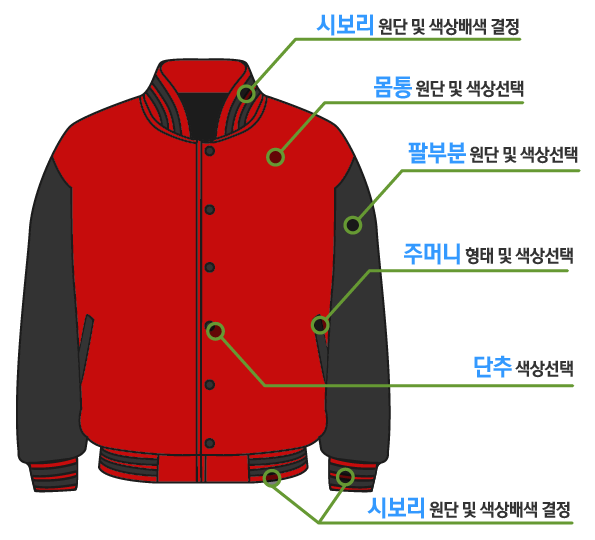 시보리 원단 및 색상배색 결정
몸통 원단 및 색상선택
팔부분 원단 및 색상선택
주머니 형태 및 색상선택
단추 색상선택
시보리 원단 및 색상배색 결정